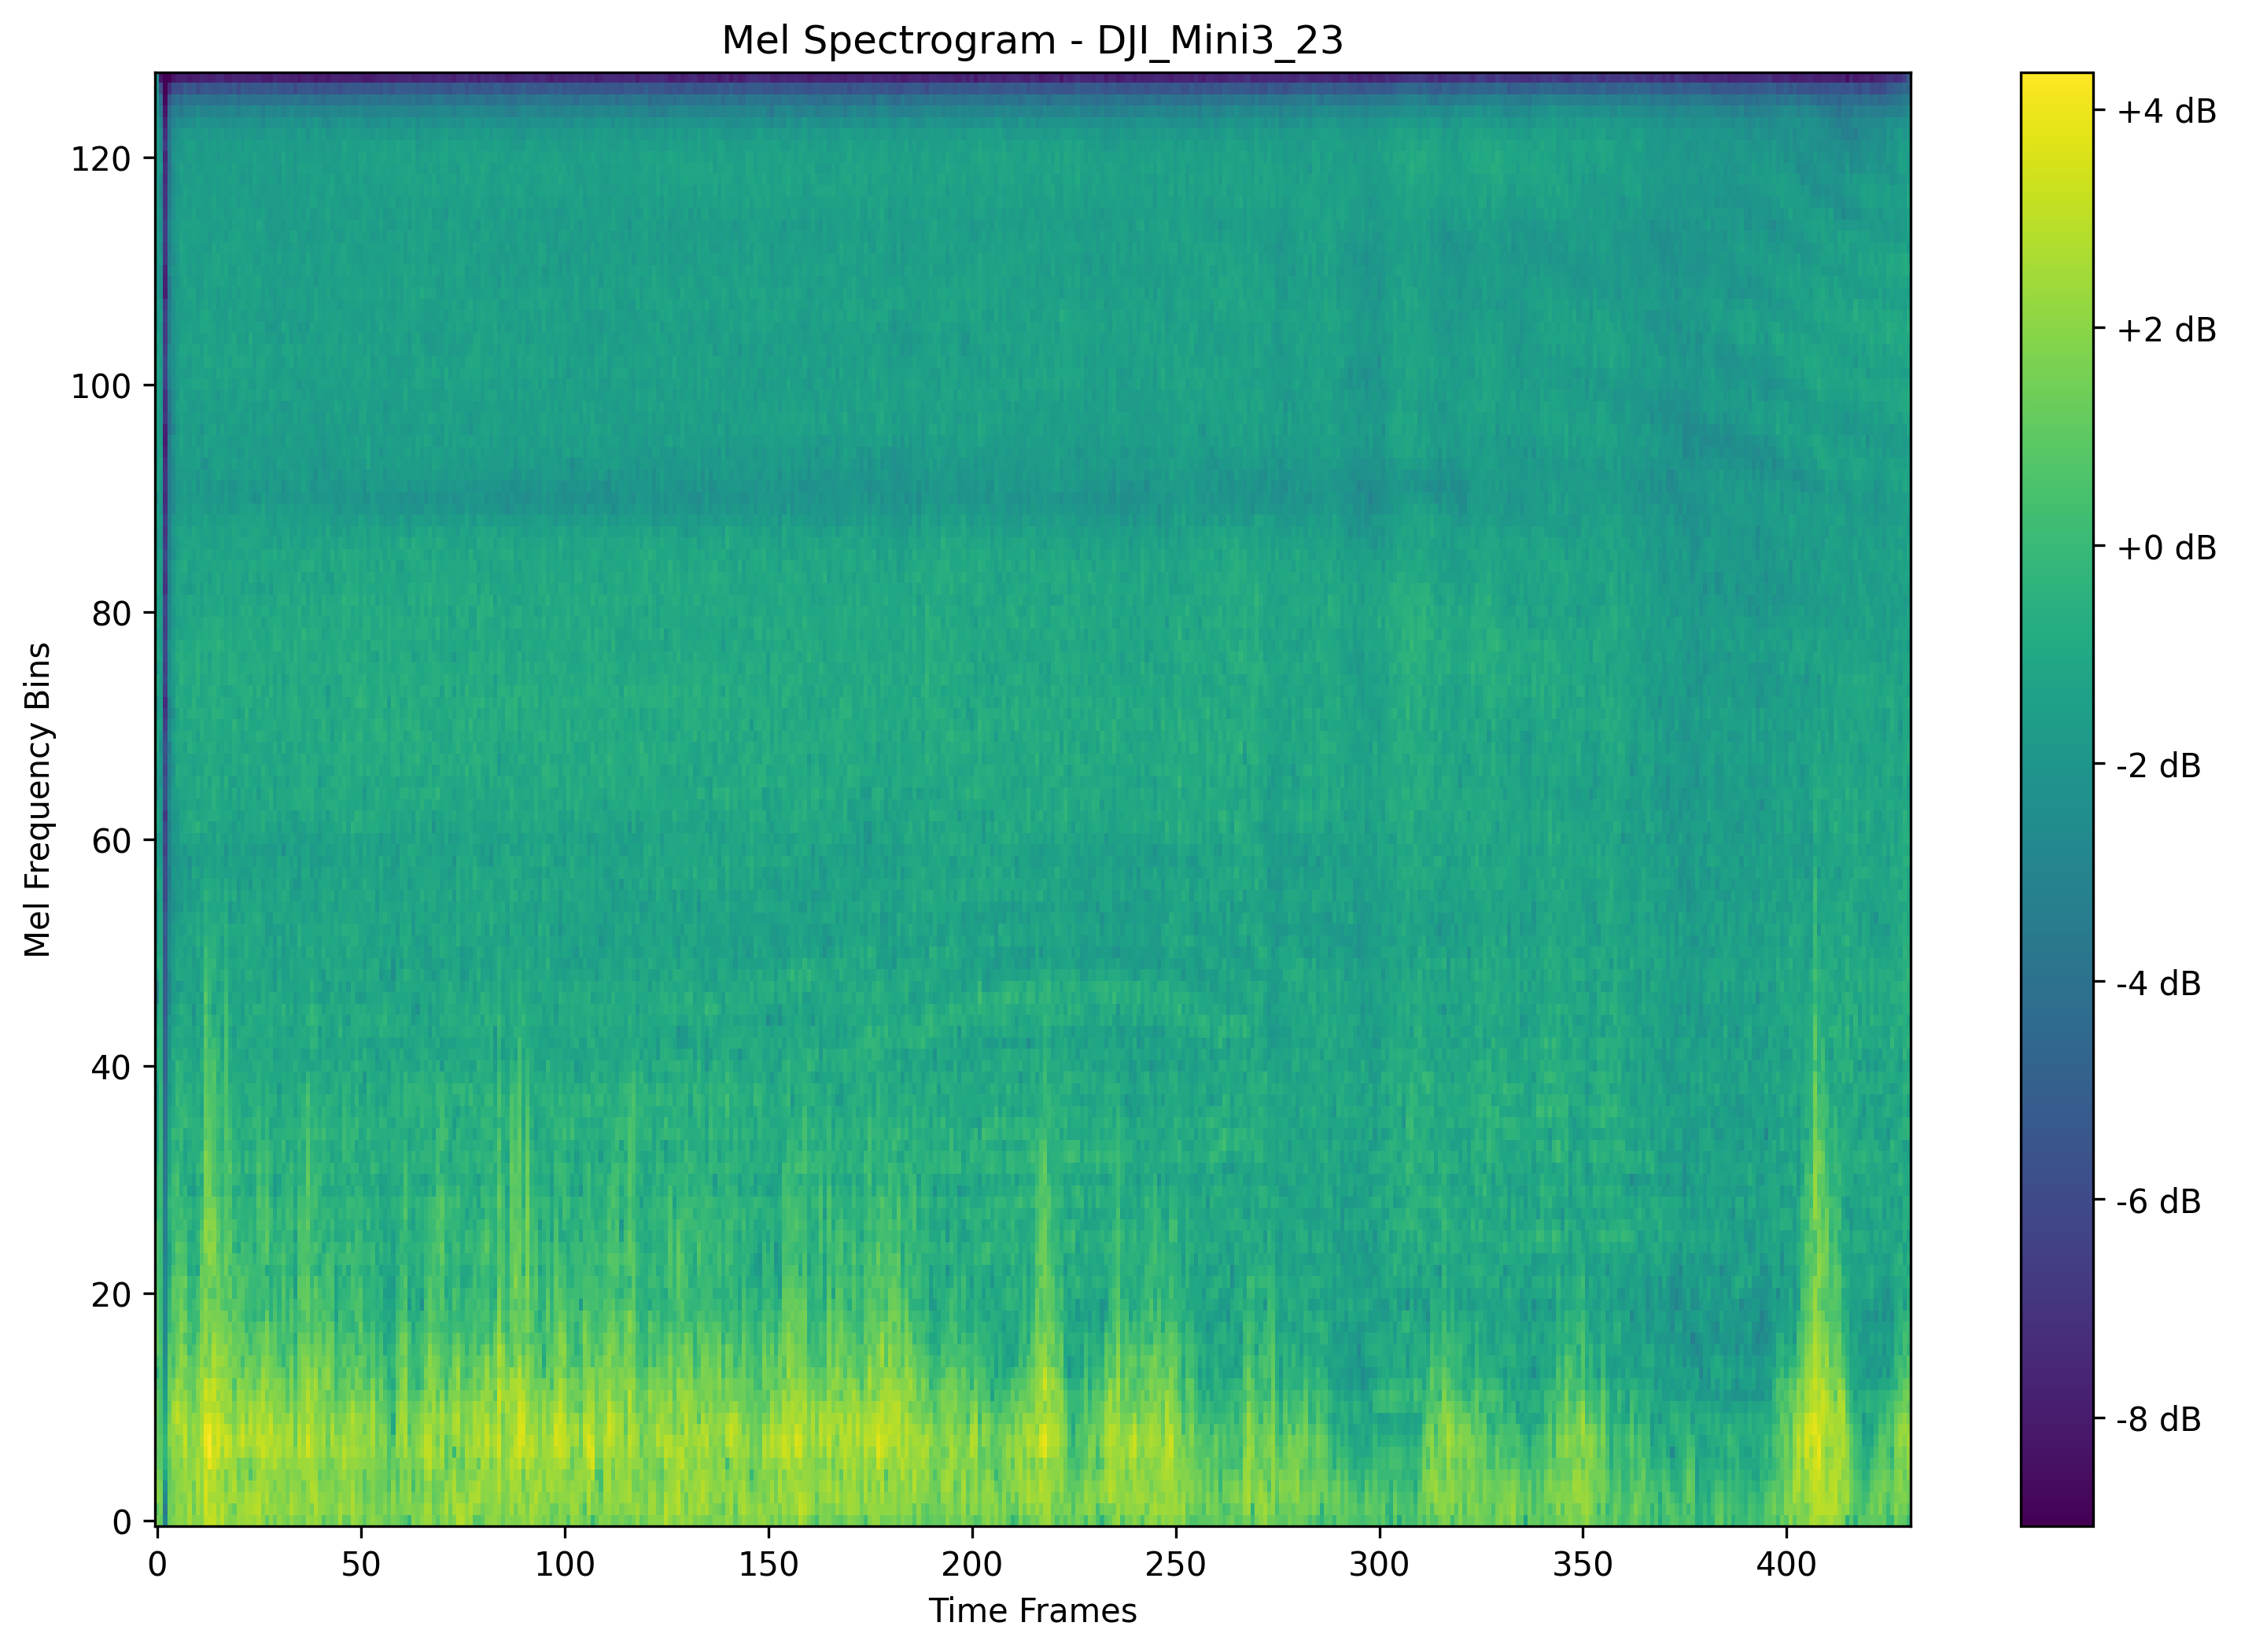 Mel Spectrogram - DJI_Mini3_23
Mel Frequency Bins
120
100
80
60
40
20
0
0 50 100 150 200 250 300 350 400
Time Frames
+4 dB
+2 dB
+0 dB
-2 dB
-4 dB
-6 dB
-8 dB